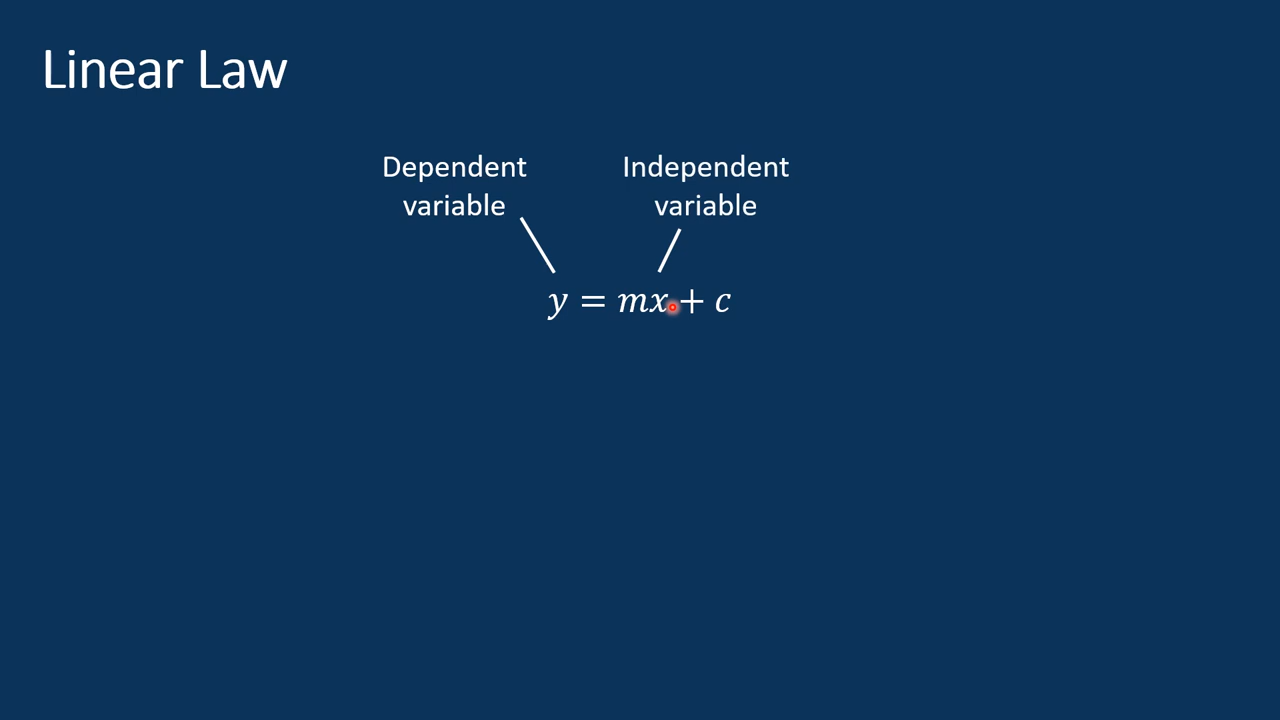 Linear Law
Dependent
variable
Independent
variable
y = mx + c